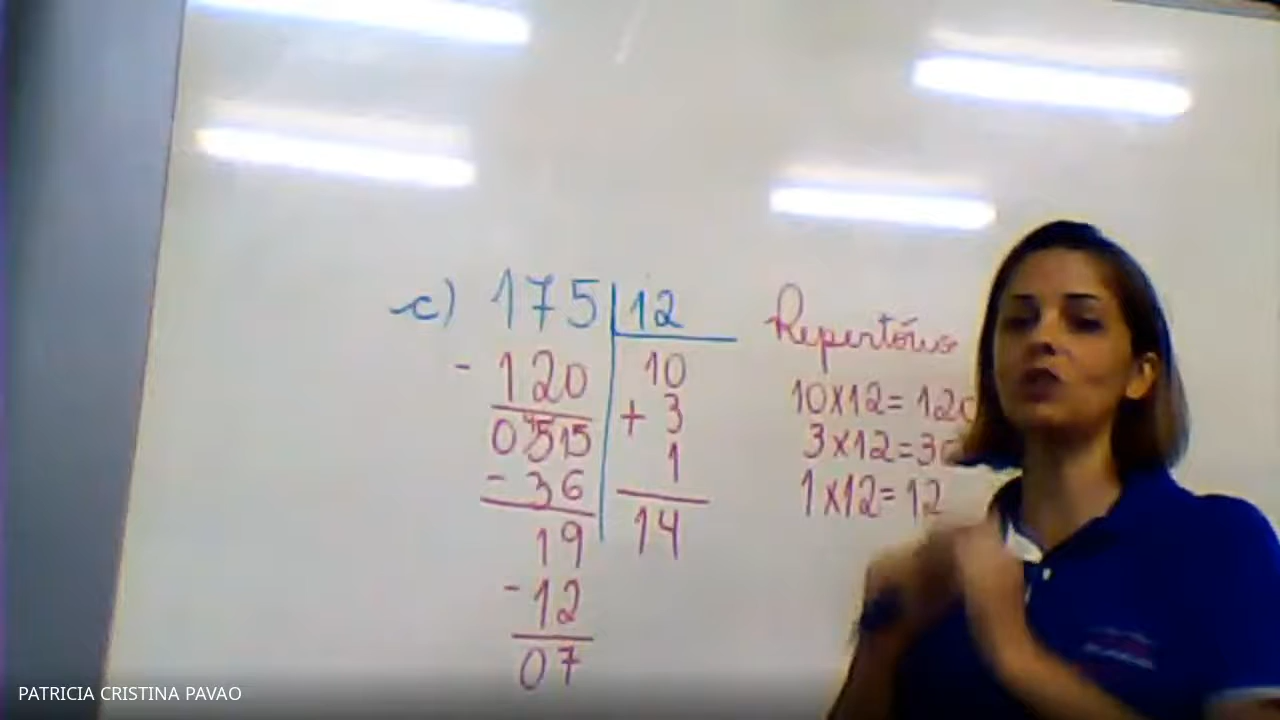 c) 175 12
- 120 10
0515 + 3
- 36 1
19 14
- 12
07
Repertório
10x12= 120
3x12=36
1x12= 12
PATRICIA CRISTINA PAVAO